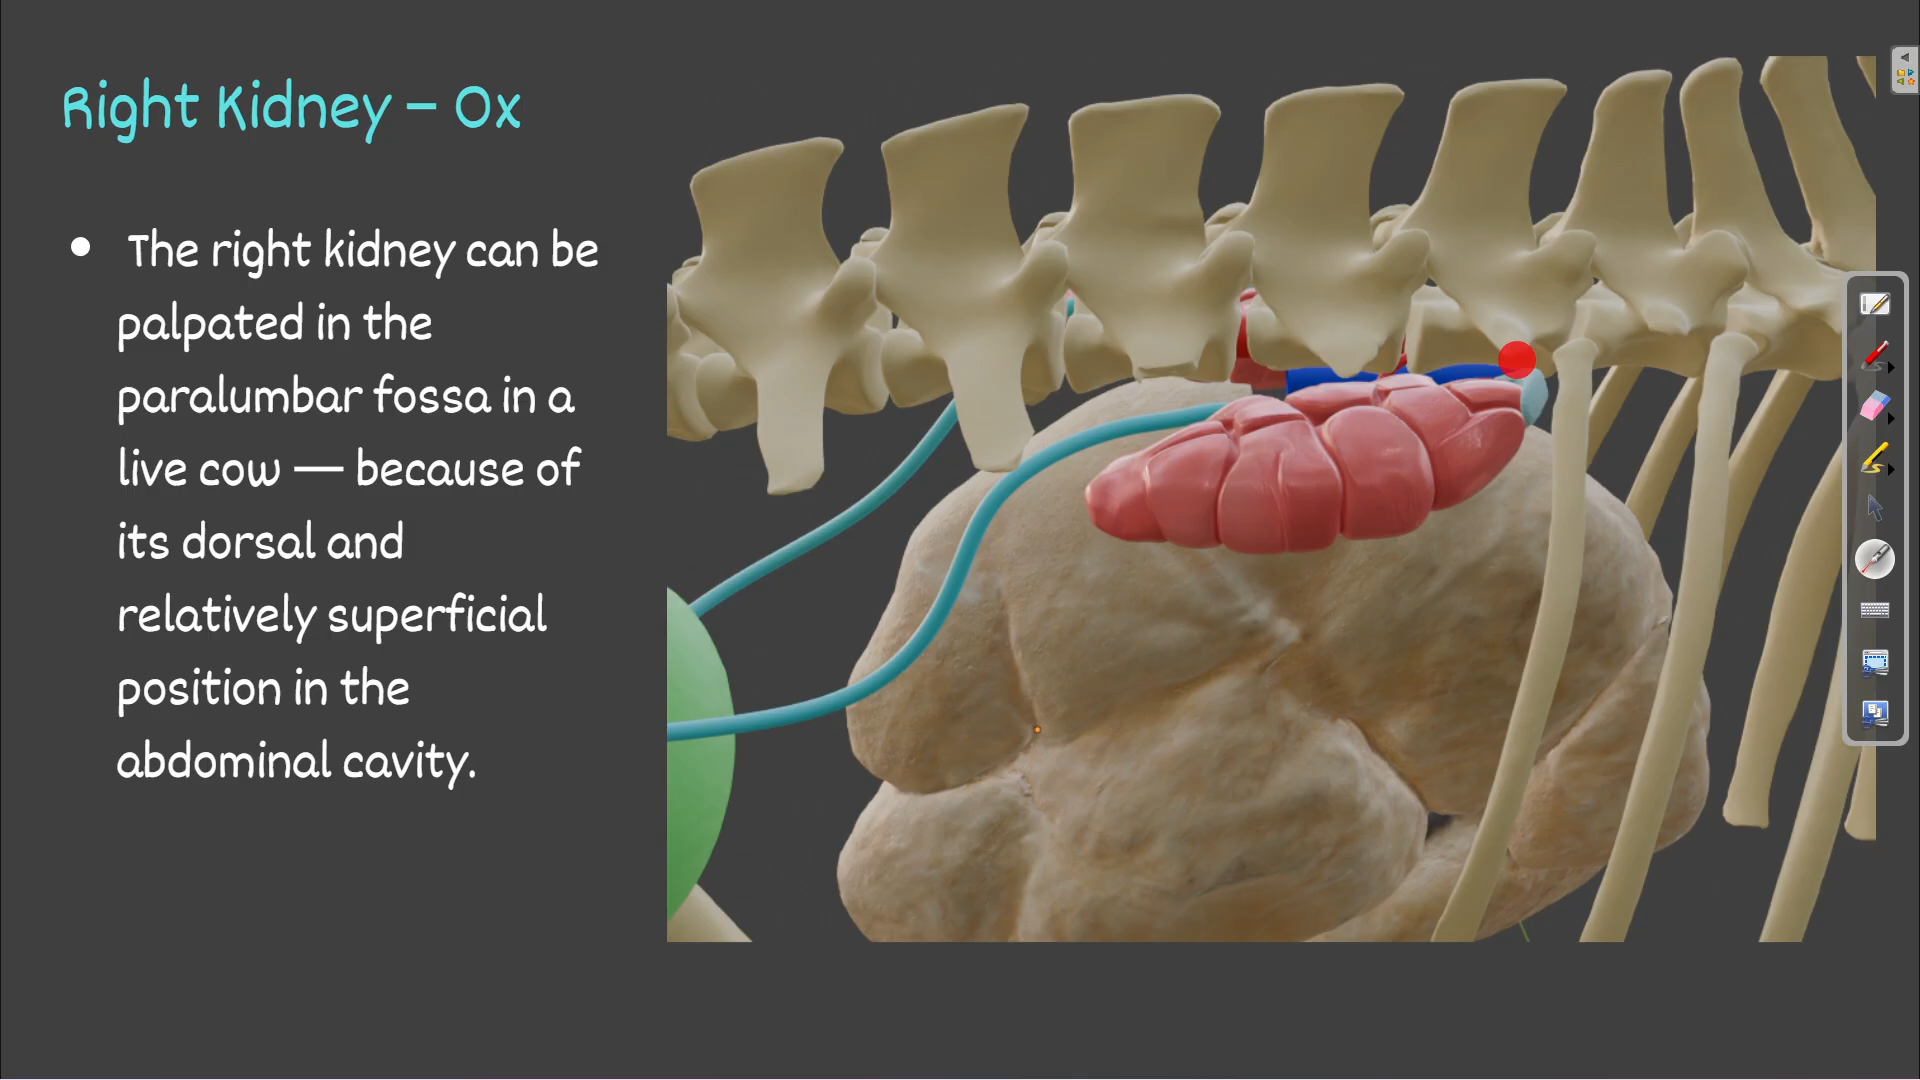 Right Kidney – Ox
• The right kidney can be
palpated in the
paralumbar fossa in a
live cow — because of
its dorsal and
relatively superficial
position in the
abdominal cavity.